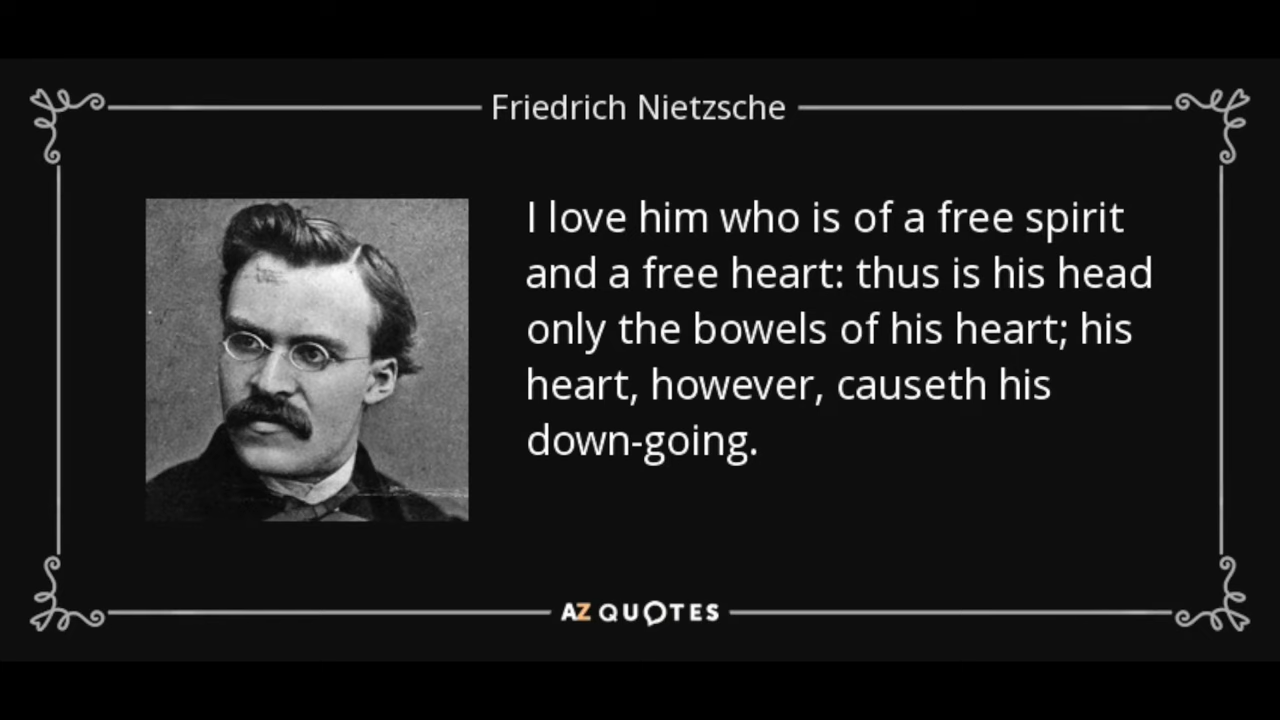 Friedrich Nietzsche
I love him who is of a free spirit
and a free heart: thus is his head
only the bowels of his heart; his
heart, however, causeth his
down-going.
AZ QUOTES